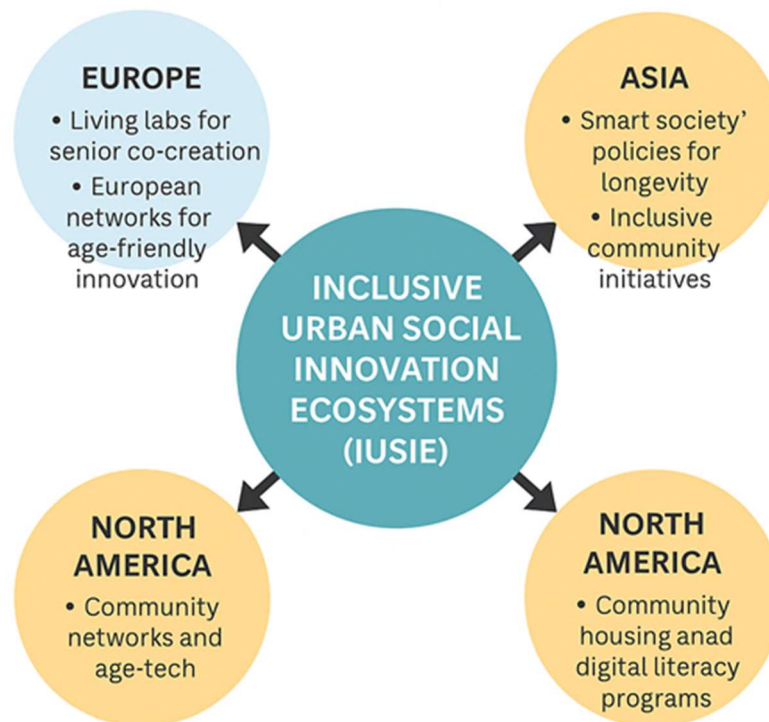 EUROPE
• Living labs for
senior co-creation
• European
networks for
age-friendly
innovation
ASIA
• Smart society’
policies for
longevity
• Inclusive
community
initiatives
INCLUSIVE
URBAN SOCIAL
INNOVATION
ECOSYSTEMS
(IUSIE)
NORTH
AMERICA
• Community
networks and
age-tech
NORTH
AMERICA
• Community
housing anad
digital literacy
programs